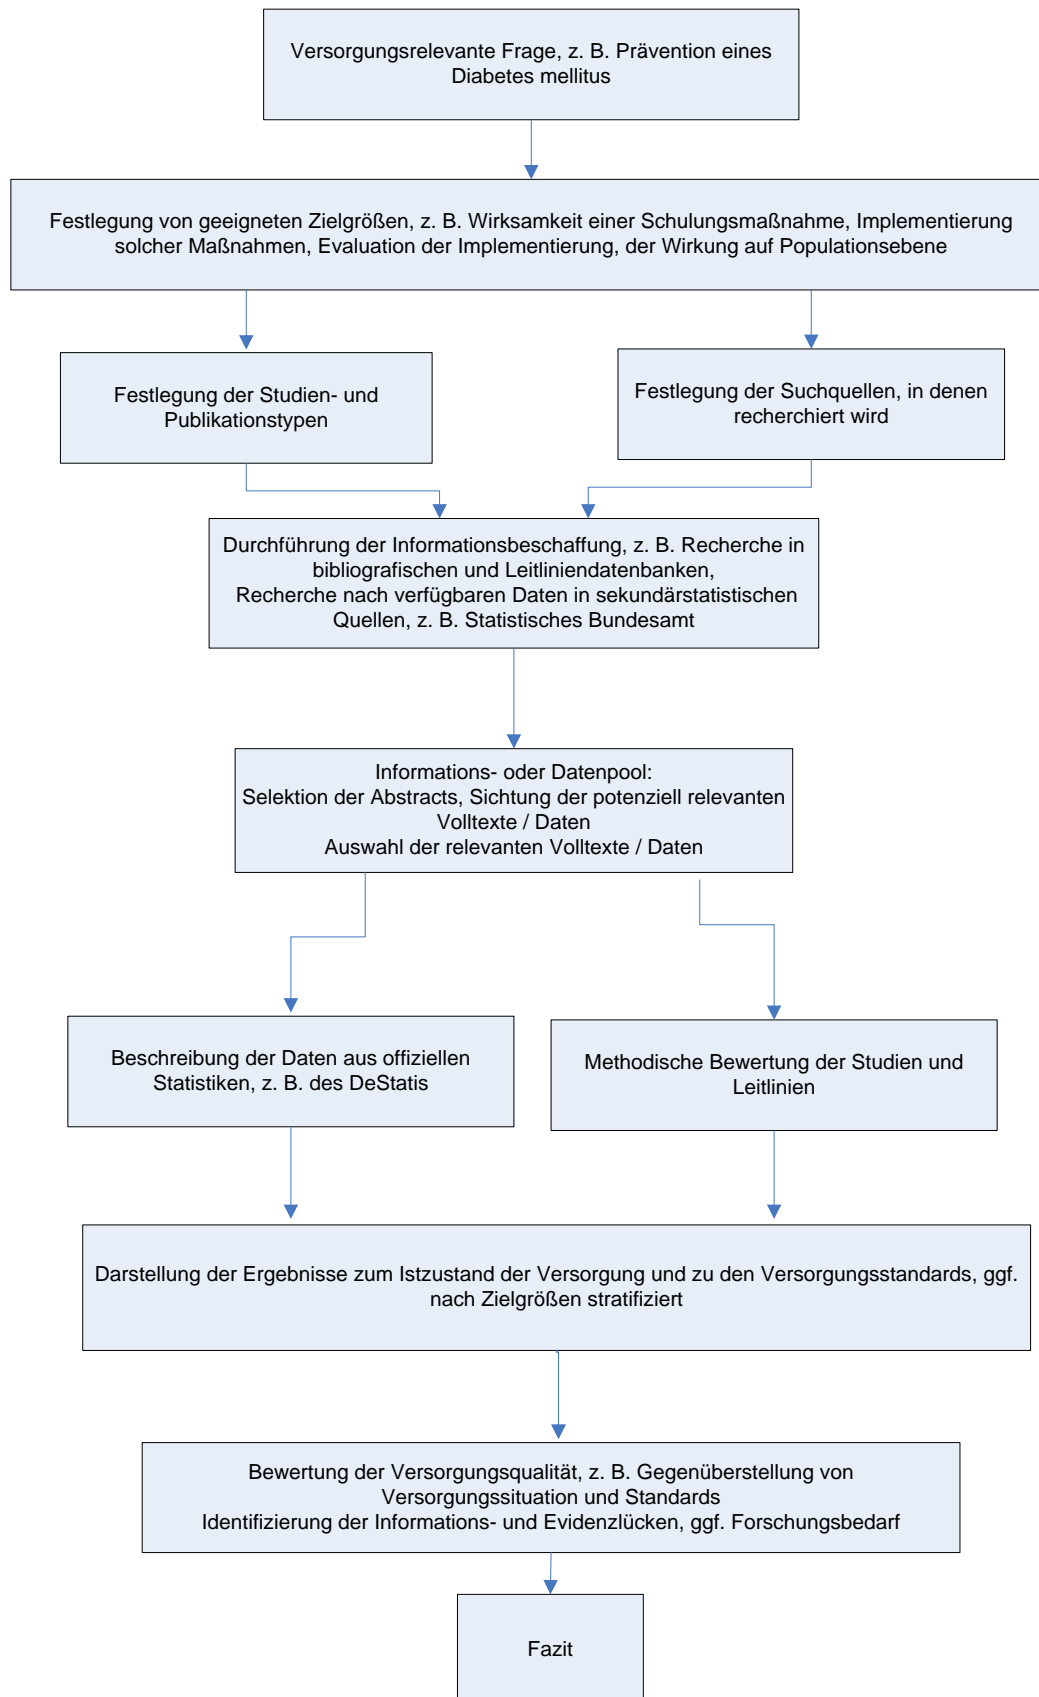 Versorgungsrelevante Frage, z. B. Prävention eines
Diabetes mellitus
Festlegung von geeigneten Zielgrößen, z. B. Wirksamkeit einer Schulungsmaßnahme, Implementierung
solcher Maßnahmen, Evaluation der Implementierung, der Wirkung auf Populationsebene
Festlegung der Studien- und
Publikationstypen
Festlegung der Suchquellen, in denen
recherchiert wird
Durchführung der Informationsbeschaffung, z. B. Recherche in
bibliografischen und Leitliniendatenbanken,
Recherche nach verfügbaren Daten in sekundärstatistischen
Quellen, z. B. Statistisches Bundesamt
Informations- oder Datenpool:
Selektion der Abstracts, Sichtung der potenziell relevanten
Volltexte / Daten
Auswahl der relevanten Volltexte / Daten
Beschreibung der Daten aus offiziellen
Statistiken, z. B. des DeStatis
Methodische Bewertung der Studien und
Leitlinien
Darstellung der Ergebnisse zum Istzustand der Versorgung und zu den Versorgungsstandards, ggf.
nach Zielgrößen stratifiziert
Bewertung der Versorgungsqualität, z. B. Gegenüberstellung von
Versorgungssituation und Standards
Identifizierung der Informations- und Evidenzlücken, ggf. Forschungsbedarf
Fazit